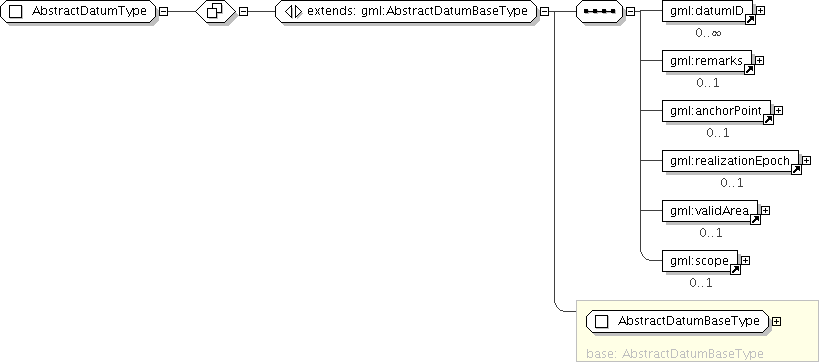 AbstractDatumType
extends: gml:AbstractDatumBaseType
gml:datumID
0..∞
gml:remarks
0..1
gml:anchorPoint
0..1
gml:realizationEpoch
0..1
gml:validArea
0..1
gml:scope
0..1
AbstractDatumBaseType
base: AbstractDatumBaseType